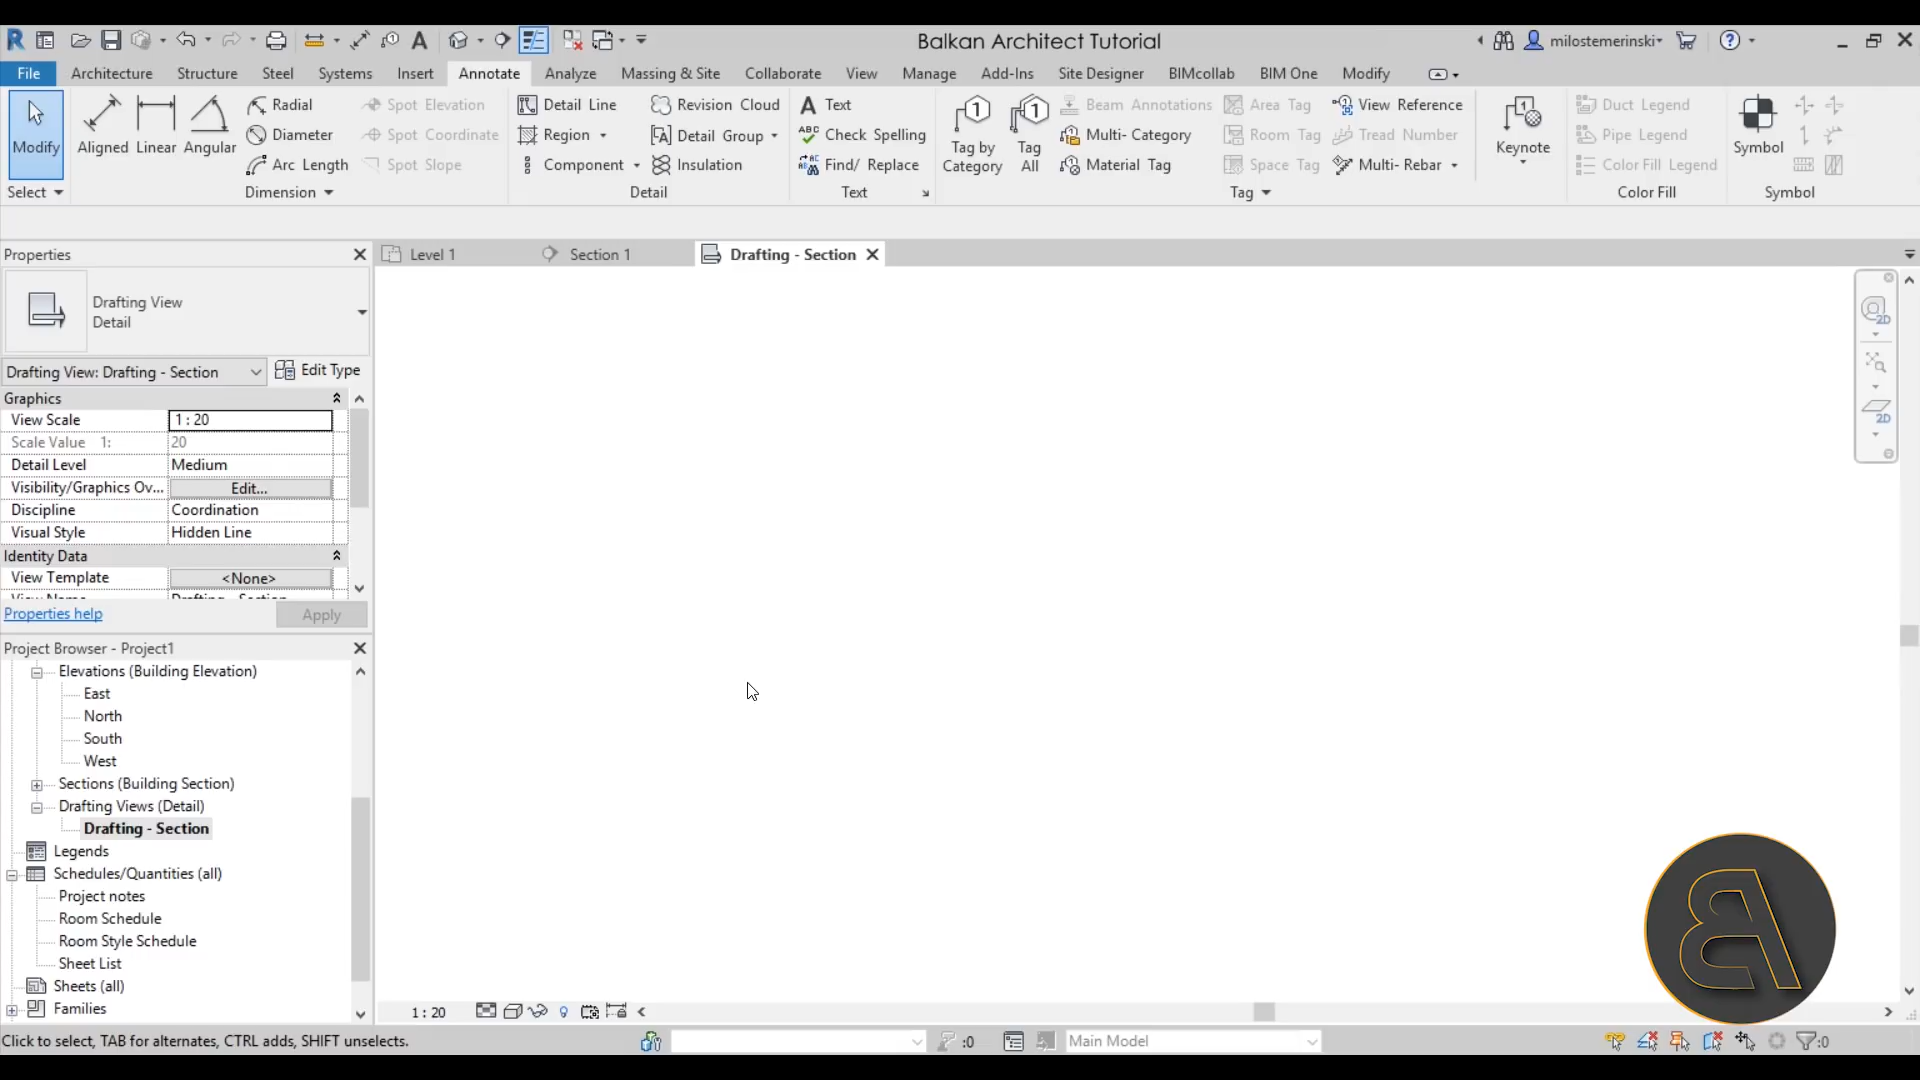 Balkan Architect Tutorial
milostemerinski
File Architecture Structure Steel Systems Insert Annotate Analyze Massing & Site Collaborate View Manage Add-Ins Site Designer BIMcollab BIM One Modify
Modify
Select
Aligned Linear Angular
Radial
Diameter
Arc Length
Spot Elevation
Spot Coordinate
Spot Slope
Dimension
Detail Line
Region
Component
Revision Cloud
Detail Group
Insulation
Detail
Text
Check Spelling
Find/ Replace
Text
Tag by
Category
Tag
All
Beam Annotations
Multi- Category
Material Tag
Area Tag
Room Tag
Space Tag
View Reference
Tread Number
Multi- Rebar
Tag
Keynote
Duct Legend
Pipe Legend
Color Fill Legend
Color Fill
Symbol
Symbol
Properties
Drafting View
Detail
Drafting View: Drafting - Section Edit Type
Graphics
View Scale 1 : 20
Scale Value 1: 20
Detail Level Medium
Visibility/Graphics Ov... Edit...
Discipline Coordination
Visual Style Hidden Line
Identity Data
View Template <None>
View Name Drafting - Section
Properties help Apply
Project Browser - Project1
Elevations (Building Elevation)
East
North
South
West
Sections (Building Section)
Drafting Views (Detail)
Drafting - Section
Legends
Schedules/Quantities (all)
Project notes
Room Schedule
Room Style Schedule
Sheet List
Sheets (all)
Families
Level 1 Section 1 Drafting - Section
2D
2D
1 : 20
Click to select, TAB for alternates, CTRL adds, SHIFT unselects.
:0
Main Model
:0